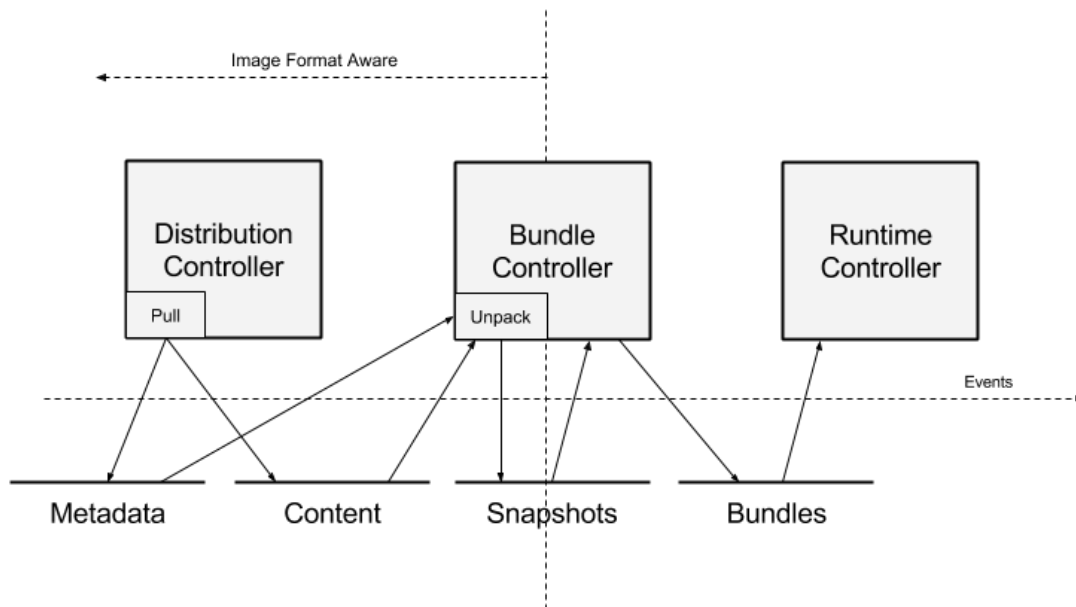 Image Format Aware
Distribution
Controller
Pull
Bundle
Controller
Unpack
Runtime
Controller
Events
Metadata
Content
Snapshots
Bundles